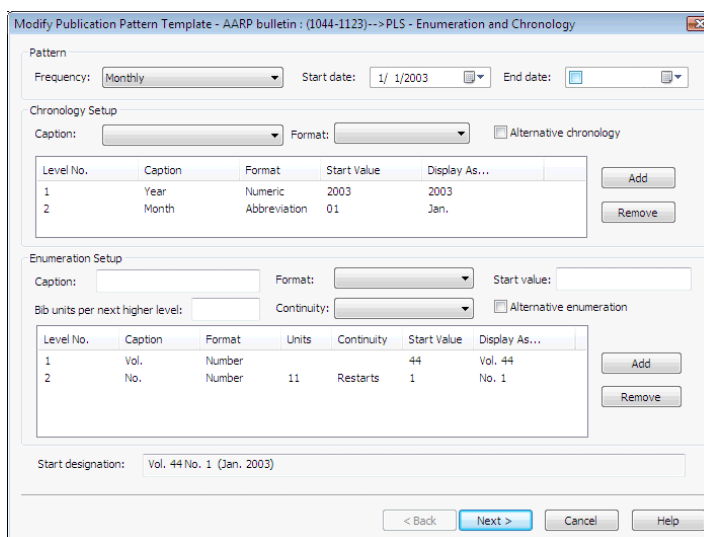 Modify Publication Pattern Template - AARP bulletin : (1044-1123)-->PLS - Enumeration and Chronology
Pattern
Frequency: Monthly Start date: 1/ 1/2003 End date:
Chronology Setup
Caption: Format: Alternative chronology
Level No. Caption Format Start Value Display As...
1 Year Numeric 2003 2003
2 Month Abbreviation 01 Jan.
Add
Remove
Enumeration Setup
Caption: Format: Start value:
Bib units per next higher level: Continuity: Alternative enumeration
Level No. Caption Format Units Continuity Start Value Display As...
1 Vol. Number 44 Vol. 44
2 No. Number 11 Restarts 1 No. 1
Add
Remove
Start designation: Vol. 44 No. 1 (Jan. 2003)
< Back Next > Cancel Help